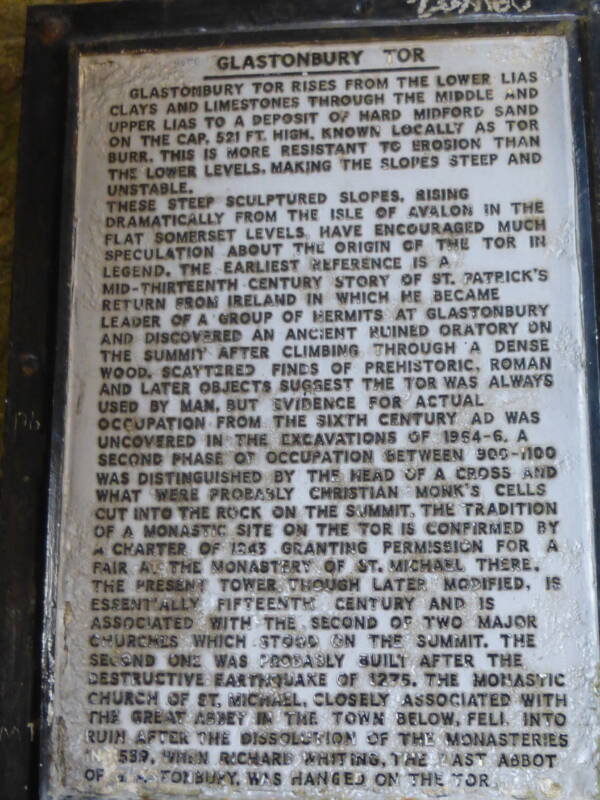 GLASTONBURY TOR
GLASTONBURY TOR RISES FROM THE LOWER LIAS
CLAYS AND LIMESTONES THROUGH THE MIDDLE AND
UPPER LIAS TO A DEPOSIT OF HARD MIDFORD SAND
ON THE CAP, 521 FT. HIGH, KNOWN LOCALLY AS TOR
BURR. THIS IS MORE RESISTANT TO EROSION THAN
THE LOWER LEVELS, MAKING THE SLOPES STEEP AND
UNSTABLE.
THESE STEEP SCULPTURED SLOPES, RISING
DRAMATICALLY FROM THE ISLE OF AVALON IN THE
FLAT SOMERSET LEVELS, HAVE ENCOURAGED MUCH
SPECULATION ABOUT THE ORIGIN OF THE TOR IN
LEGEND. THE EARLIEST REFERENCE IS A
MID-THIRTEENTH CENTURY STORY OF ST. PATRICK'S
RETURN FROM IRELAND IN WHICH HE BECAME
LEADER OF A GROUP OF HERMITS AT GLASTONBURY
AND DISCOVERED AN ANCIENT RUINED ORATORY ON
THE SUMMIT AFTER CLIMBING THROUGH A DENSE
WOOD. SCATTERED FINDS OF PREHISTORIC, ROMAN
AND LATER OBJECTS SUGGEST THE TOR WAS ALWAYS
USED BY MAN, BUT EVIDENCE FOR ACTUAL
OCCUPATION FROM THE SIXTH CENTURY AD WAS
UNCOVERED IN THE EXCAVATIONS OF 1964-6. A
SECOND PHASE OF OCCUPATION BETWEEN 900-1100
WAS DISTINGUISHED BY THE HEAD OF A CROSS AND
WHAT WERE PROBABLY CHRISTIAN MONK'S CELLS
CUT INTO THE ROCK ON THE SUMMIT. THE TRADITION
OF A MONASTIC SITE ON THE TOR IS CONFIRMED BY
A CHARTER OF 1243 GRANTING PERMISSION FOR A
FAIR AT THE MONASTERY OF ST. MICHAEL THERE.
THE PRESENT TOWER, THOUGH LATER MODIFIED, IS
ESSENTIALLY FIFTEENTH CENTURY AND IS
ASSOCIATED WITH THE SECOND OF TWO MAJOR
CHURCHES WHICH STOOD ON THE SUMMIT. THE
SECOND ONE WAS PROBABLY BUILT AFTER THE
DESTRUCTIVE EARTHQUAKE OF 1275. THE MONASTIC
CHURCH OF ST. MICHAEL, CLOSELY ASSOCIATED WITH
THE GREAT ABBEY IN THE TOWN BELOW, FELL INTO
RUIN AFTER THE DISSOLUTION OF THE MONASTERIES
IN 1539, WHEN RICHARD WHITING, THE LAST ABBOT
OF GLASTONBURY, WAS HANGED ON THE TOR